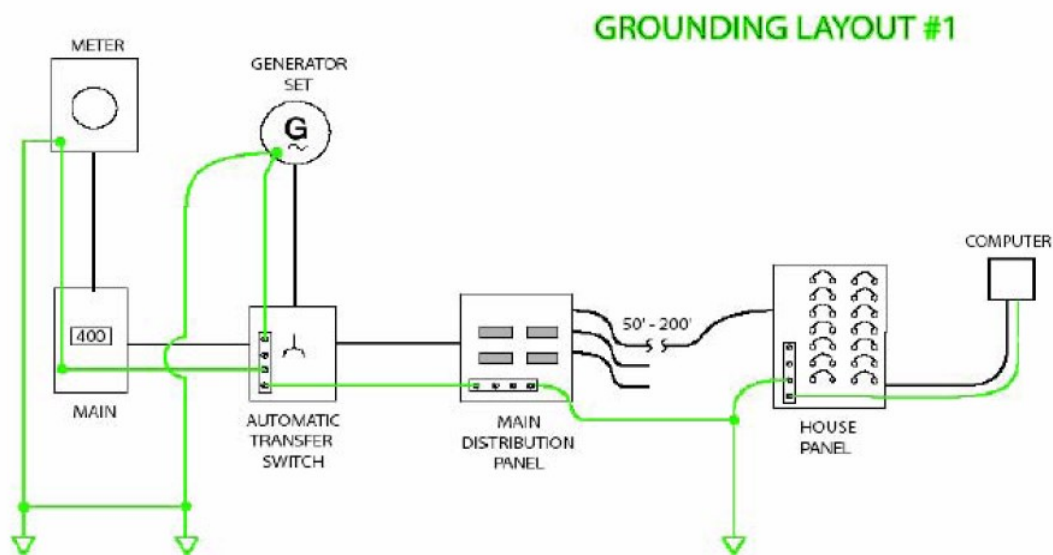 GROUNDING LAYOUT #1
METER
GENERATOR
SET
G
COMPUTER
50' - 200'
400
MAIN
AUTOMATIC
TRANSFER
SWITCH
MAIN
DISTRIBUTION
PANEL
HOUSE
PANEL